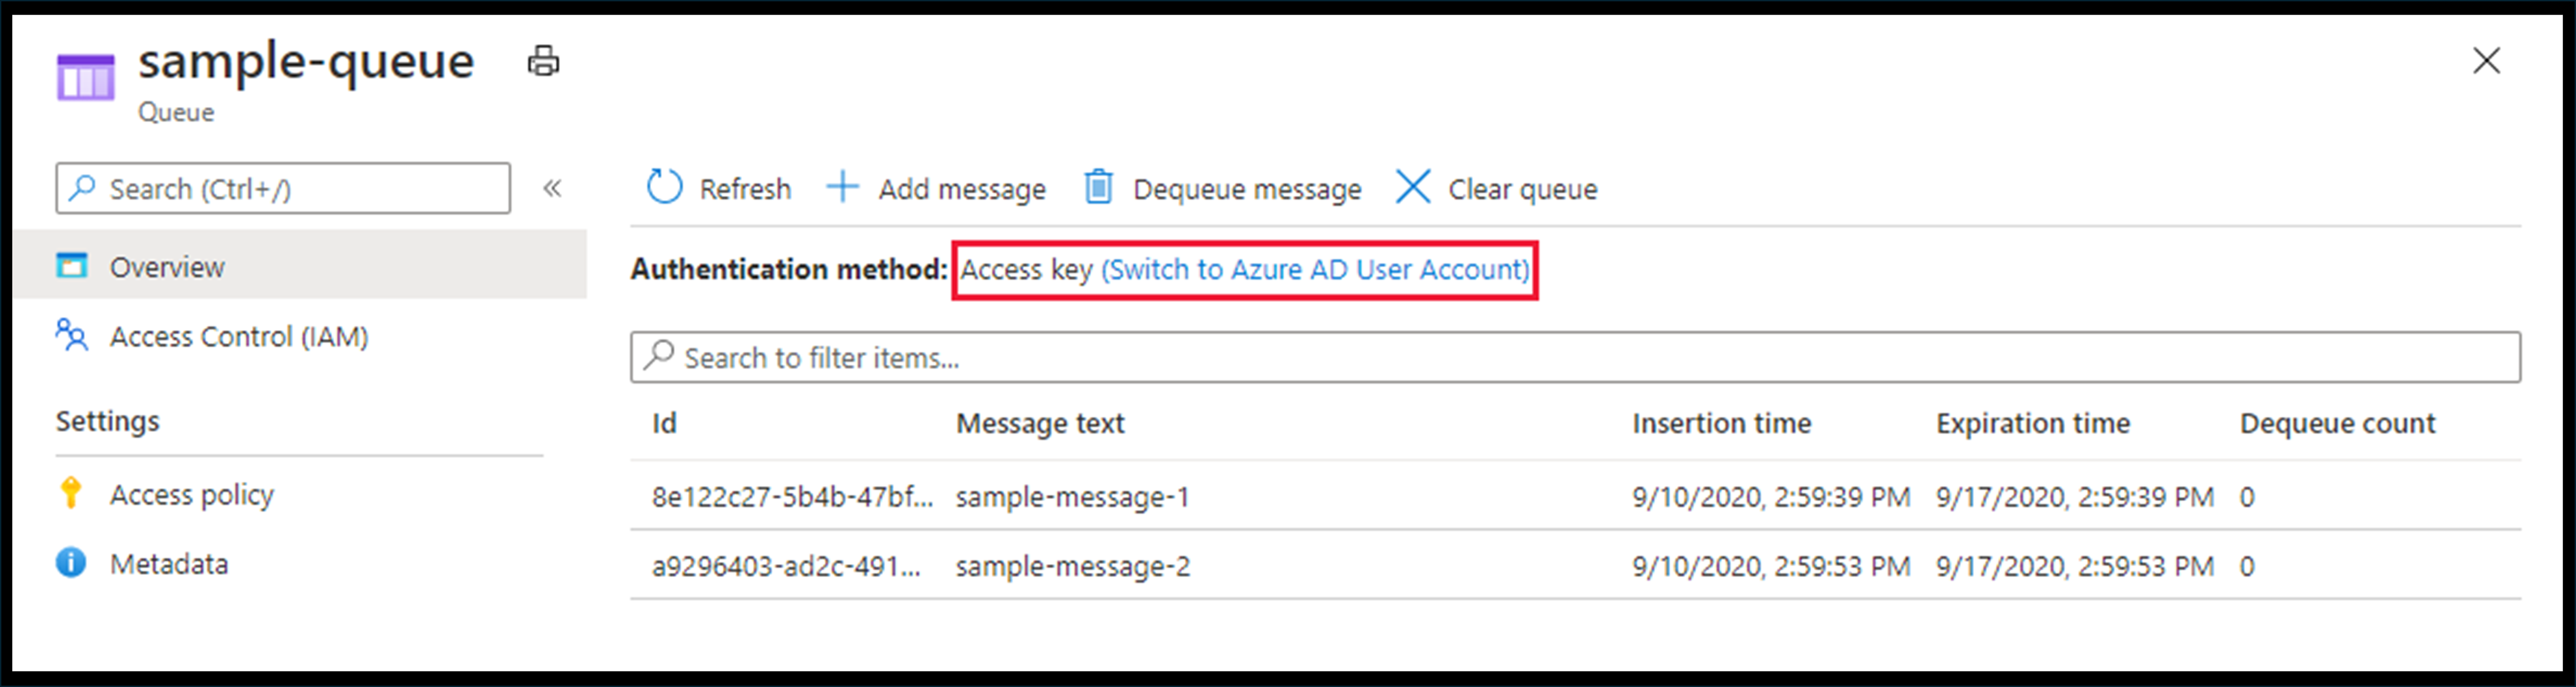 sample-queue
Queue
Search (Ctrl+/)
«
Overview
Access Control (IAM)
Settings
Access policy
Metadata
Refresh Add message Dequeue message Clear queue
Authentication method: Access key (Switch to Azure AD User Account)
Search to filter items...
Id Message text Insertion time Expiration time Dequeue count
8e122c27-5b4b-47bf... sample-message-1 9/10/2020, 2:59:39 PM 9/17/2020, 2:59:39 PM 0
a9296403-ad2c-491... sample-message-2 9/10/2020, 2:59:53 PM 9/17/2020, 2:59:53 PM 0